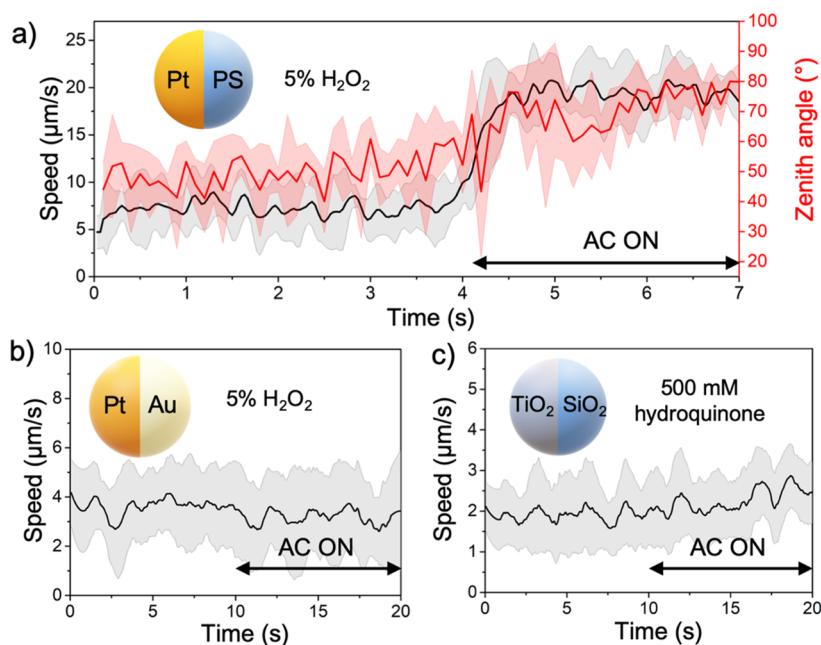 a)
Pt PS
5% H₂O₂
Speed (μm/s)
25
20
15
10
5
0
Zenith angle (°)
100
90
80
70
60
50
40
30
20
AC ON
0 1 2 3 4 5 6 7
Time (s)
b)
Pt Au
5% H₂O₂
Speed (μm/s)
10
8
6
4
2
0
AC ON
0 5 10 15 20
Time (s)
c)
TiO₂ SiO₂
500 mM
hydroquinone
Speed (μm/s)
6
5
4
3
2
1
0
AC ON
0 5 10 15 20
Time (s)